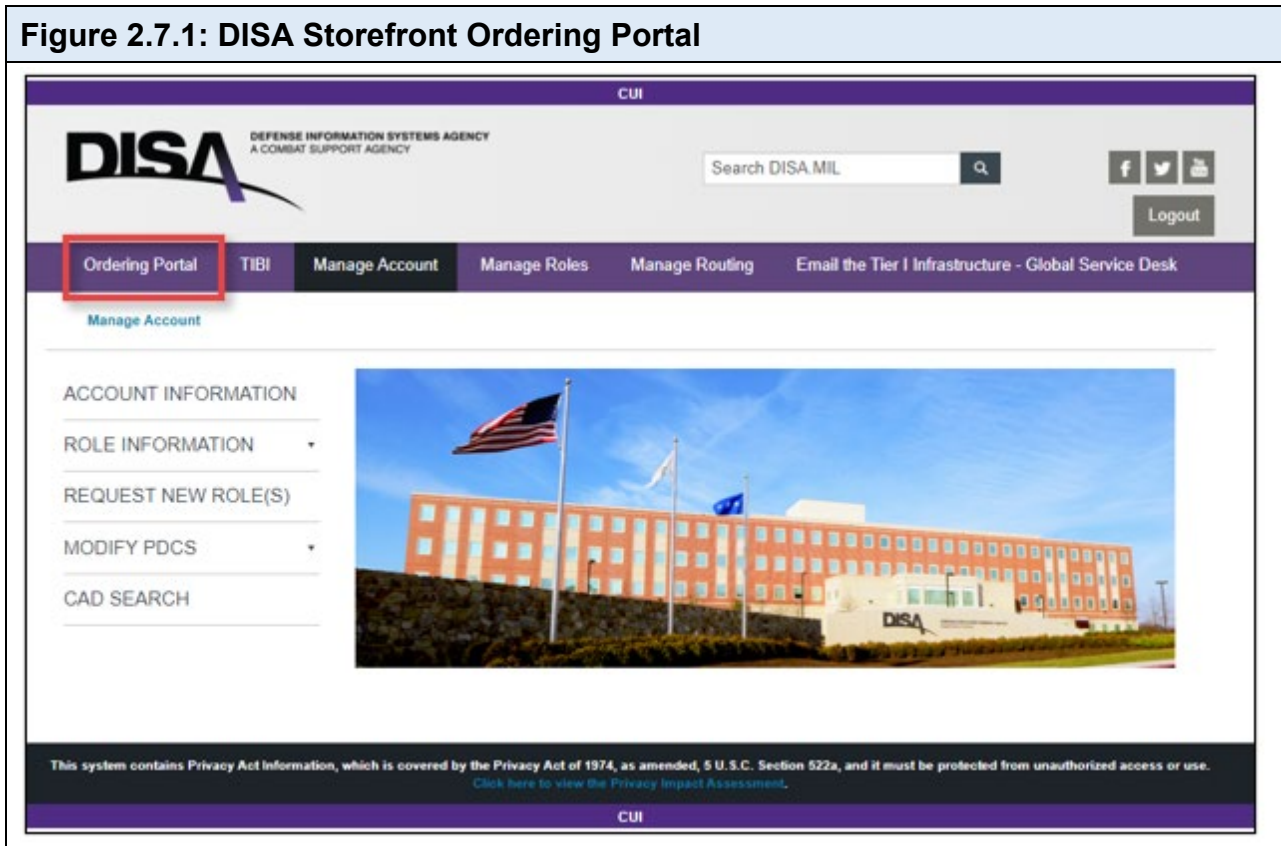 Figure 2.7.1: DISA Storefront Ordering Portal
CUI
DISA
DEFENSE INFORMATION SYSTEMS AGENCY
A COMBAT SUPPORT AGENCY
Search DISA.MIL
f
You
Logout
Ordering Portal TIBI Manage Account Manage Roles Manage Routing Email the Tier I Infrastructure - Global Service Desk
Manage Account
ACCOUNT INFORMATION
ROLE INFORMATION
REQUEST NEW ROLE(S)
MODIFY PDCS
CAD SEARCH
DISA
This system contains Privacy Act Information, which is covered by the Privacy Act of 1974, as amended, 5 U.S.C. Section 522a, and it must be protected from unauthorized access or use.
Click here to view the Privacy Impact Assessment.
CUI